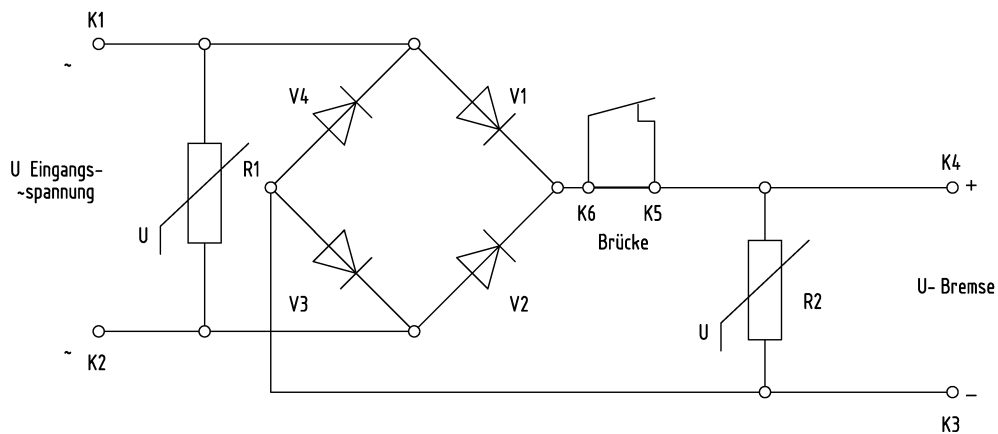 K1
~
V4
V1
U Eingangs-
~spannung
R1
K4
+
K6
K5
Brücke
U
V3
V2
U- Bremse
R2
U
~
K2
–
K3